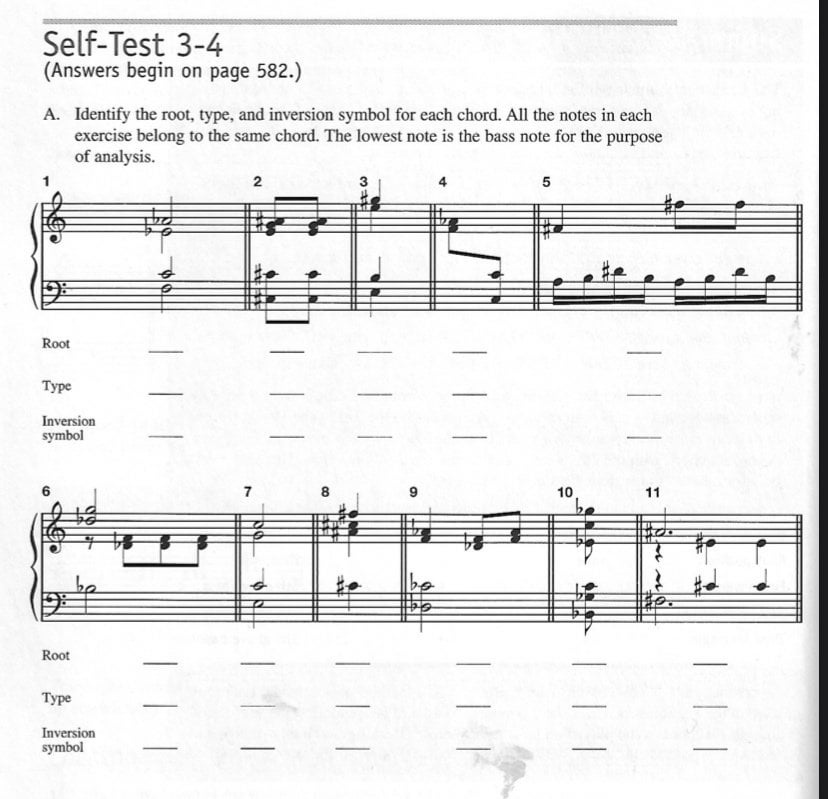 Self-Test 3-4
(Answers begin on page 582.)
A. Identify the root, type, and inversion symbol for each chord. All the notes in each
exercise belong to the same chord. The lowest note is the bass note for the purpose
of analysis.
1 2 3 4 5
Root
Type
Inversion
symbol
6 7 8 9 10 11
Root
Type
Inversion
symbol